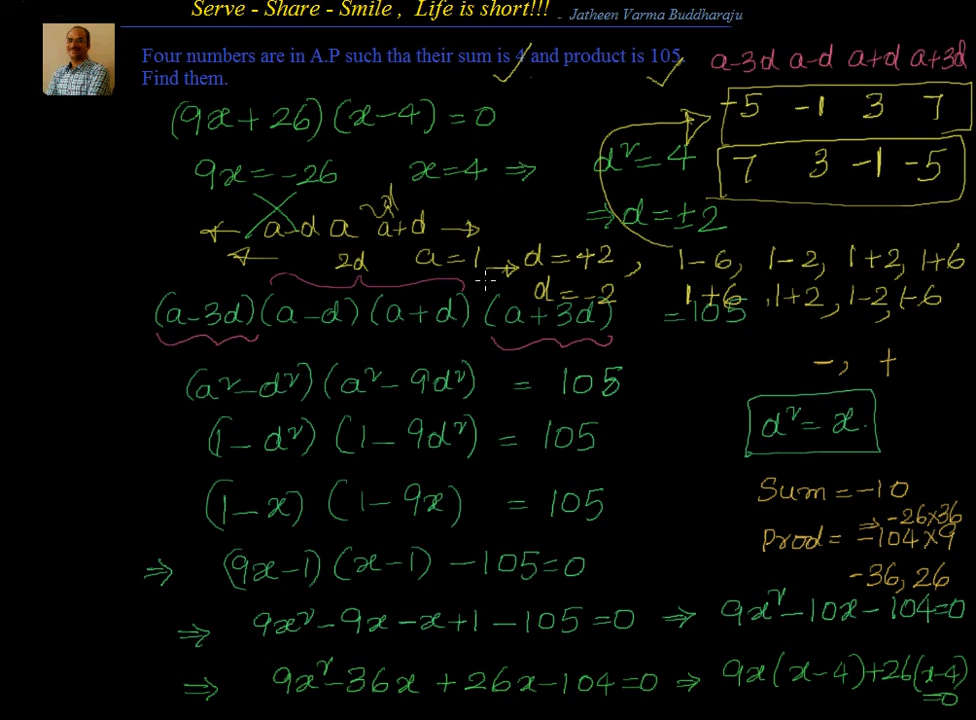 Serve - Share - Smile , Life is short!!! - Jatheen Varma Buddharaju
Four numbers are in A.P such tha their sum is 4 and product is 105.
Find them.
a-3d a-d a+d a+3d
-5 -1 3 7
7 3 -1 -5
(9x+26)(x-4)=0
9x=-26 x=4 ⇒ d²=4
⇒ d=±2
a-d a a+d
d
2d a=1 → d=+2, 1-6, 1-2, 1+2, 1+6
d=-2 1+6, 1+2, 1-2, 1-6
(a-3d)(a-d)(a+d)(a+3d) =105
-, +
(a²-d²)(a²-9d²) = 105
d²=x.
(1-d²)(1-9d²) = 105
(1-x)(1-9x) = 105
Sum=-10
⇒ -26×36
Prod= -104×9
-36, 26
⇒ (9x-1)(x-1)-105=0
⇒ 9x²-9x-x+1-105=0 ⇒ 9x²-10x-104=0
⇒ 9x²-36x+26x-104=0 ⇒ 9x(x-4)+26(x-4)
=0